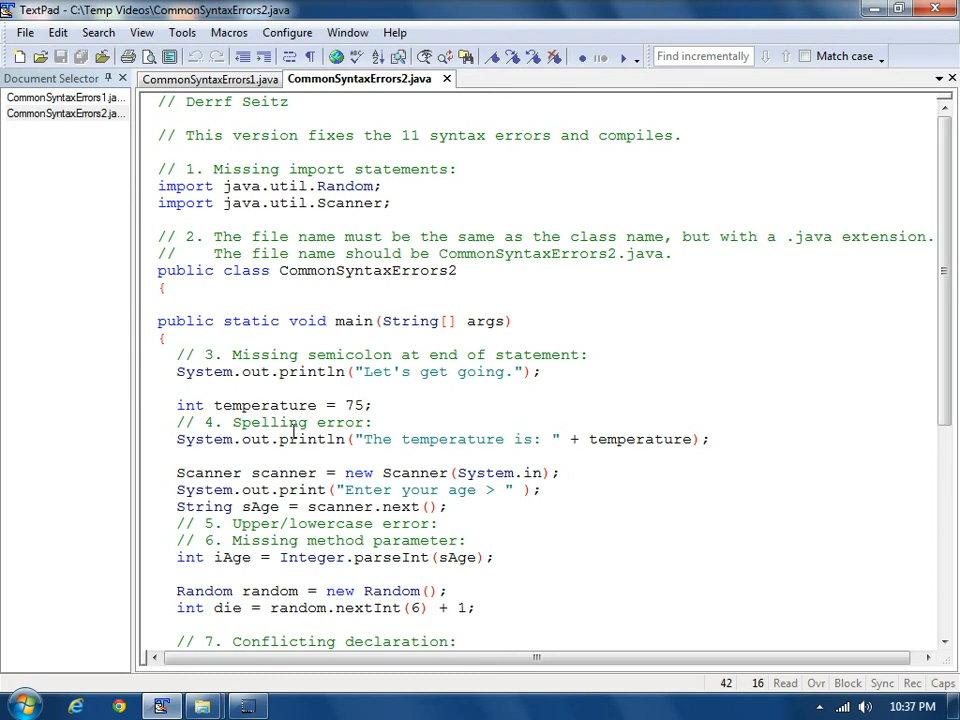 TextPad - C:\Temp Videos\CommonSyntaxErrors2.java
File Edit Search View Tools Macros Configure Window Help
Find incrementally Match case
Document Selector
CommonSyntaxErrors1.java CommonSyntaxErrors2.java
CommonSyntaxErrors1.ja...
CommonSyntaxErrors2.ja...
// Derrf Seitz
// This version fixes the 11 syntax errors and compiles.
// 1. Missing import statements:
import java.util.Random;
import java.util.Scanner;
// 2. The file name must be the same as the class name, but with a .java extension.
//    The file name should be CommonSyntaxErrors2.java.
public class CommonSyntaxErrors2
{
public static void main(String[] args)
{
// 3. Missing semicolon at end of statement:
System.out.println("Let's get going.");
int temperature = 75;
// 4. Spelling error:
System.out.println("The temperature is: " + temperature);
Scanner scanner = new Scanner(System.in);
System.out.print("Enter your age > " );
String sAge = scanner.next();
// 5. Upper/lowercase error:
// 6. Missing method parameter:
int iAge = Integer.parseInt(sAge);
Random random = new Random();
int die = random.nextInt(6) + 1;
// 7. Conflicting declaration:
42 16 Read Ovr Block Sync Rec Caps
10:37 PM